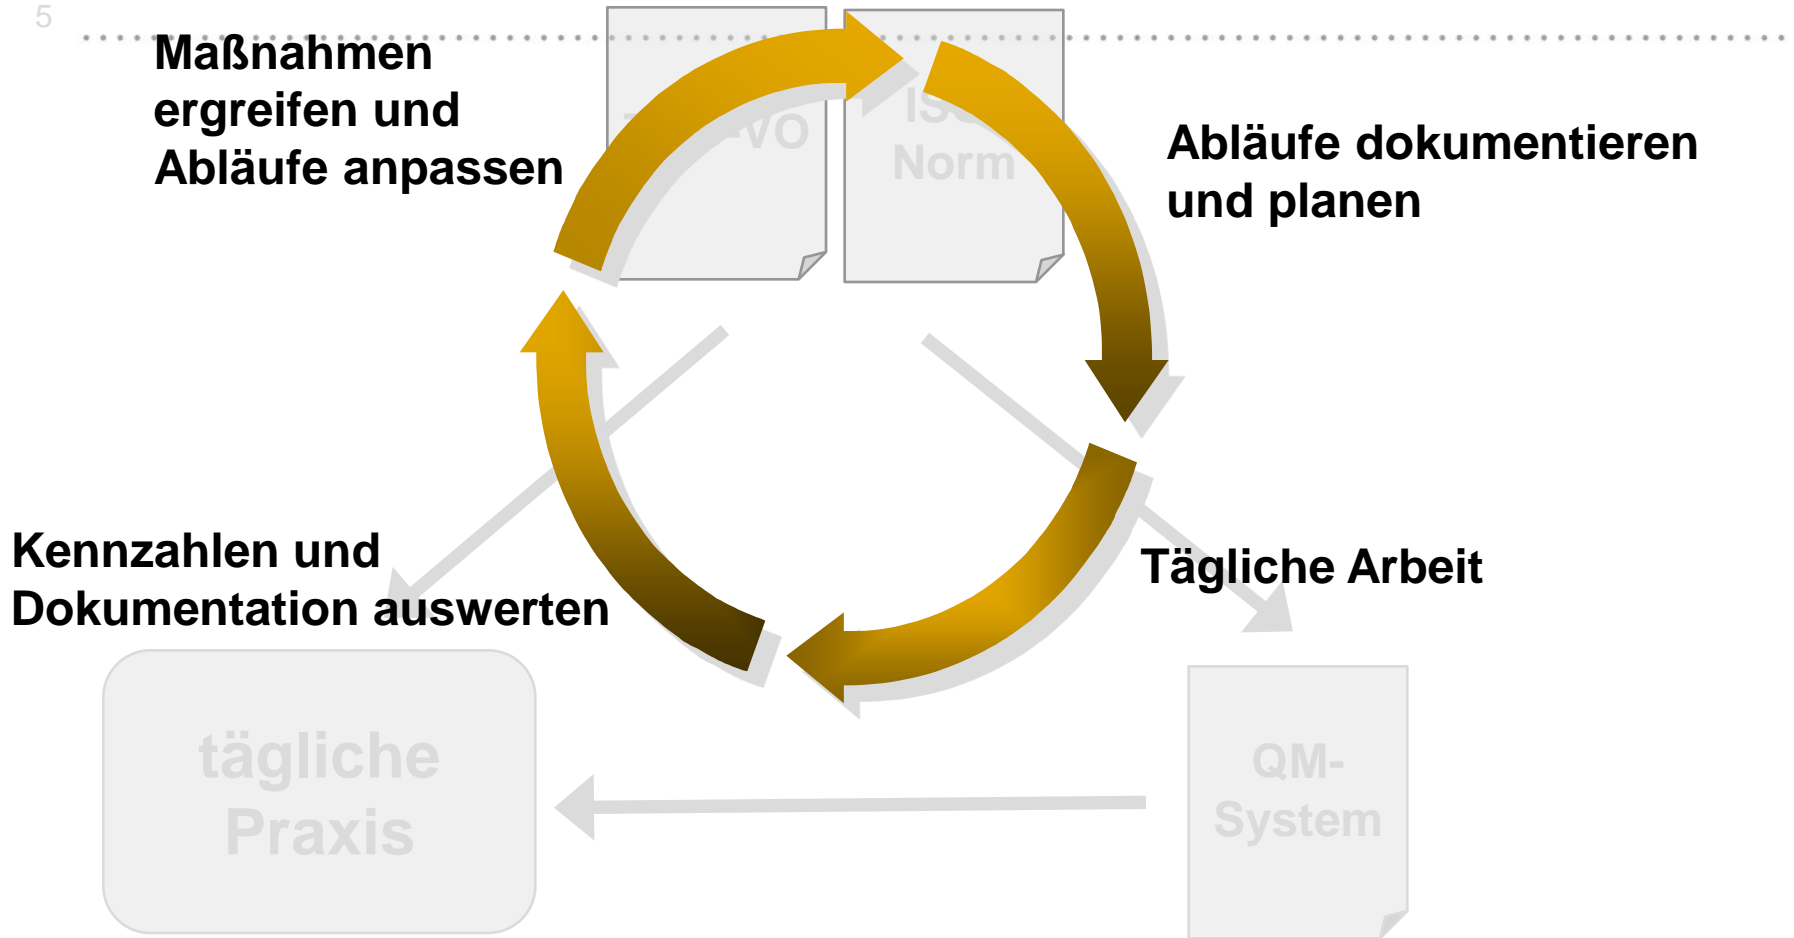 5
Maßnahmen
ergreifen und
Abläufe anpassen
-VO
Norm
Abläufe dokumentieren
und planen
Kennzahlen und
Dokumentation auswerten
Tägliche Arbeit
tägliche
Praxis
QM-
System